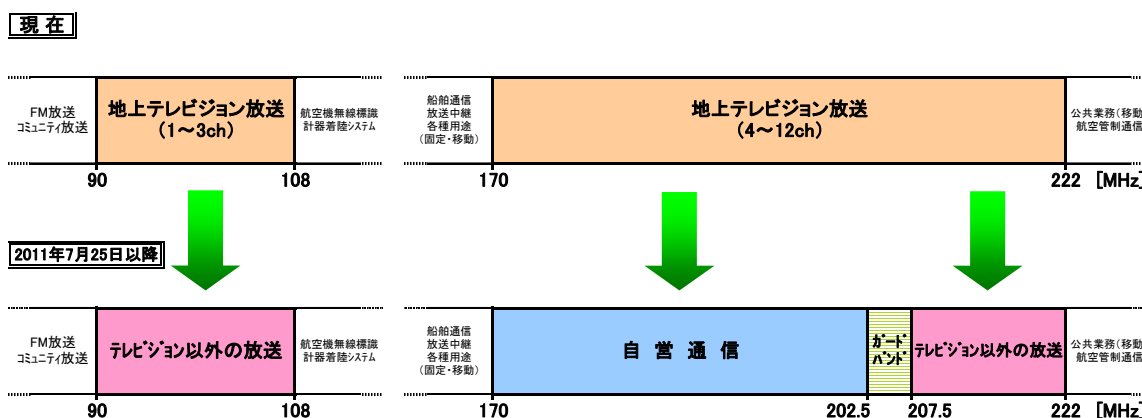 現 在
FM放送
コミュニティ放送
地上テレビジョン放送
(1～3ch)
航空機無線標識
計器着陸システム
船舶通信
放送中継
各種用途
(固定・移動)
地上テレビジョン放送
(4～12ch)
公共業務(移動
航空管制通信
90
108
170
222 [MHz]
2011年7月25日以降
FM放送
コミュニティ放送
テレビジョン以外の放送
航空機無線標識
計器着陸システム
船舶通信
放送中継
各種用途
(固定・移動)
自 営 通 信
ガード
バンド
テレビジョン以外の放送
公共業務(移動
航空管制通信
90
108
170
202.5
207.5
222 [MHz]